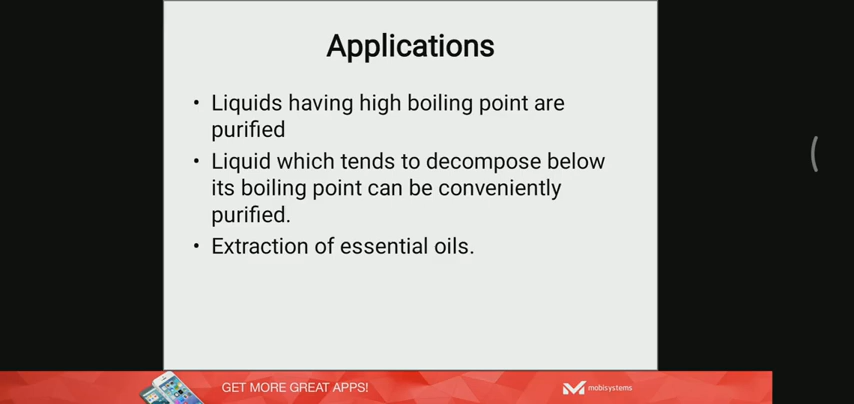 Applications
• Liquids having high boiling point are
purified
• Liquid which tends to decompose below
its boiling point can be conveniently
purified.
• Extraction of essential oils.
GET MORE GREAT APPS!
mobisystems